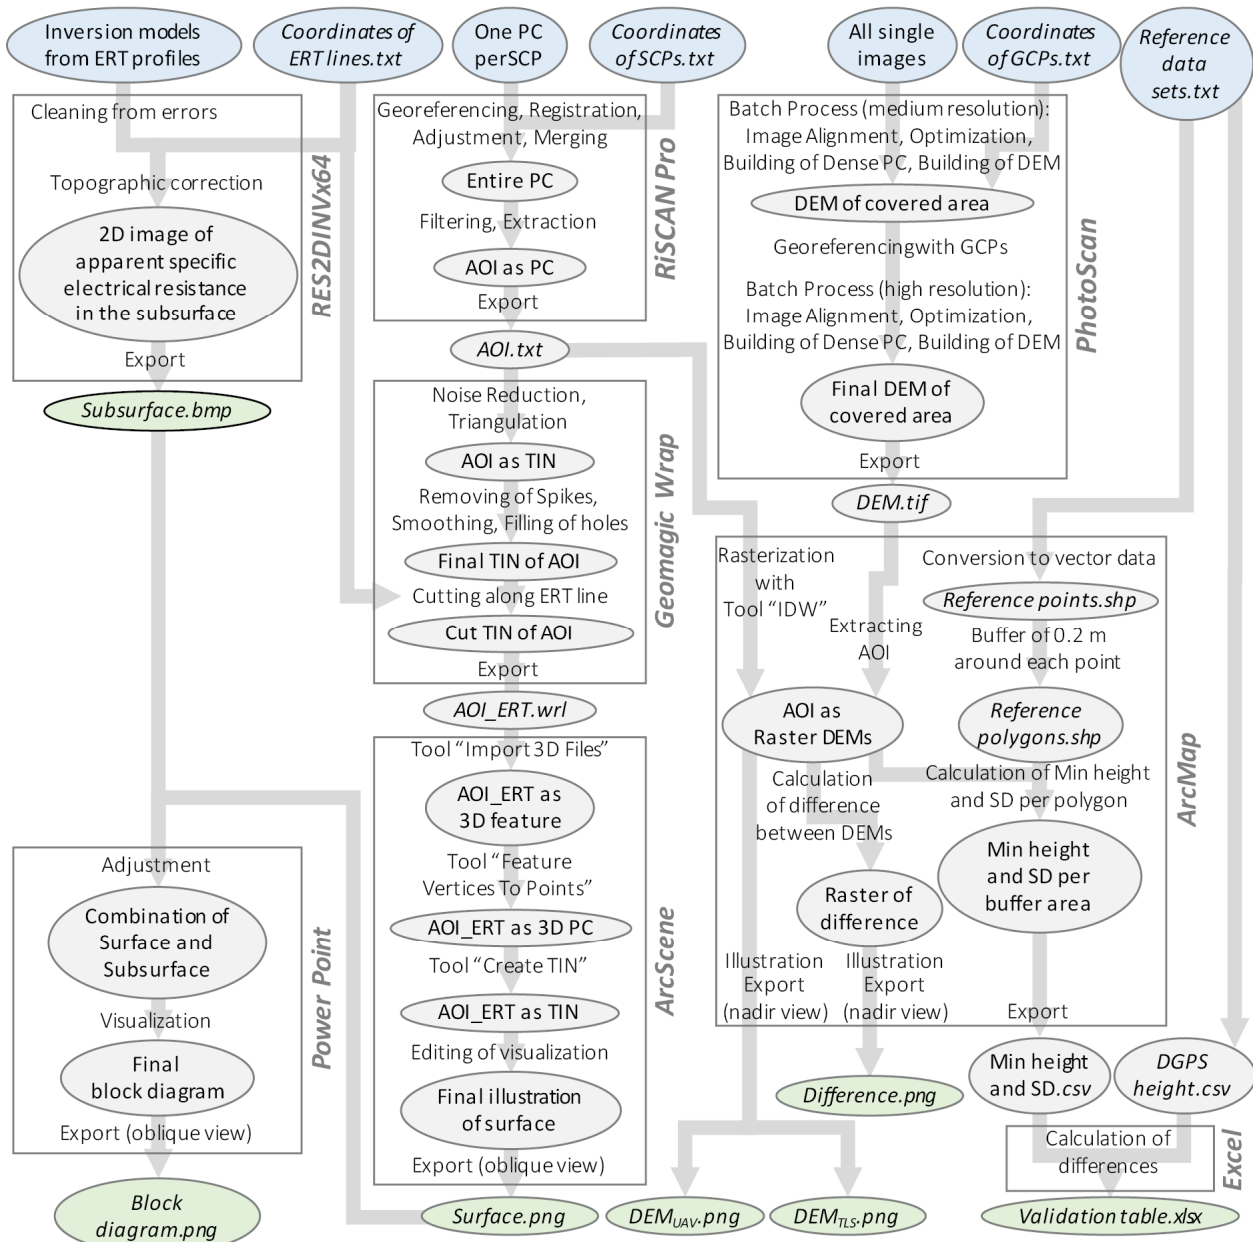 Inversion models
from ERT profiles
Coordinates of
ERT lines.txt
One PC
perSCP
Coordinates
of SCPs.txt
All single
images
Coordinates
of GCPs.txt
Reference
data
sets.txt
Cleaning from errors
Topographic correction
2D image of
apparent specific
electrical resistance
in the subsurface
Export
RES2DINVx64
Subsurface.bmp
Georeferencing, Registration,
Adjustment, Merging
Entire PC
Filtering, Extraction
AOI as PC
Export
RiSCAN Pro
AOI.txt
Noise Reduction,
Triangulation
AOI as TIN
Removing of Spikes,
Smoothing, Filling of holes
Final TIN of AOI
Cutting along ERT line
Cut TIN of AOI
Export
Geomagic Wrap
AOI_ERT.wrl
Tool “Import 3D Files”
AOI_ERT as
3D feature
Tool “Feature
Vertices To Points”
AOI_ERT as 3D PC
Tool “Create TIN”
AOI_ERT as TIN
Editing of visualization
Final illustration
of surface
Export (oblique view)
ArcScene
Surface.png
Adjustment
Combination of
Surface and
Subsurface
Visualization
Final
block diagram
Export (oblique view)
Power Point
Block
diagram.png
Batch Process (medium resolution):
Image Alignment, Optimization,
Building of Dense PC, Building of DEM
DEM of covered area
Georeferencingwith GCPs
Batch Process (high resolution):
Image Alignment, Optimization,
Building of Dense PC, Building of DEM
Final DEM of
covered area
Export
PhotoScan
DEM.tif
Rasterization
with
Tool “IDW”
Extracting
AOI
AOI as
Raster DEMs
Calculation
of difference
between DEMs
Raster of
difference
Illustration
Export
(nadir view)
Illustration
Export
(nadir view)
Conversion to vector data
Reference points.shp
Buffer of 0.2 m
around each point
Reference
polygons.shp
Calculation of Min height
and SD per polygon
Min height
and SD per
buffer area
Export
ArcMap
Difference.png
DEMUAV.png
DEMTLS.png
Min height
and SD.csv
DGPS
height.csv
Calculation of
differences
Excel
Validation table.xlsx